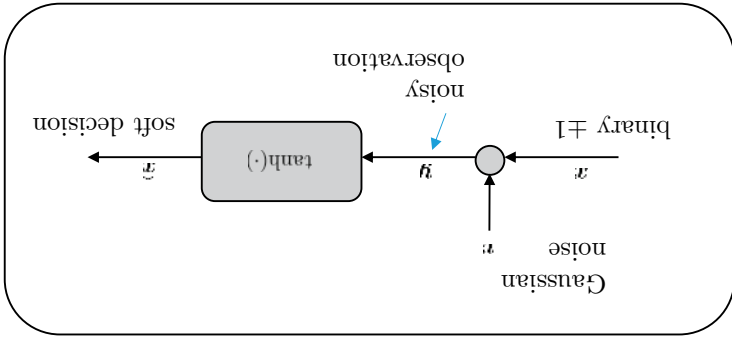 Gaussian
noise
v
x
y
tanh(·)
x̂
binary ±1
soft decision
noisy
observation